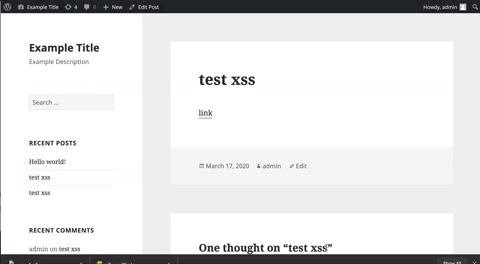 Example Title 4 0 New Edit Post Howdy, admin
Example Title
Example Description
Search ...
RECENT POSTS
Hello world!
test xss
test xss
RECENT COMMENTS
admin on test xss
test xss
link
March 17, 2020 admin Edit
One thought on “test xss”